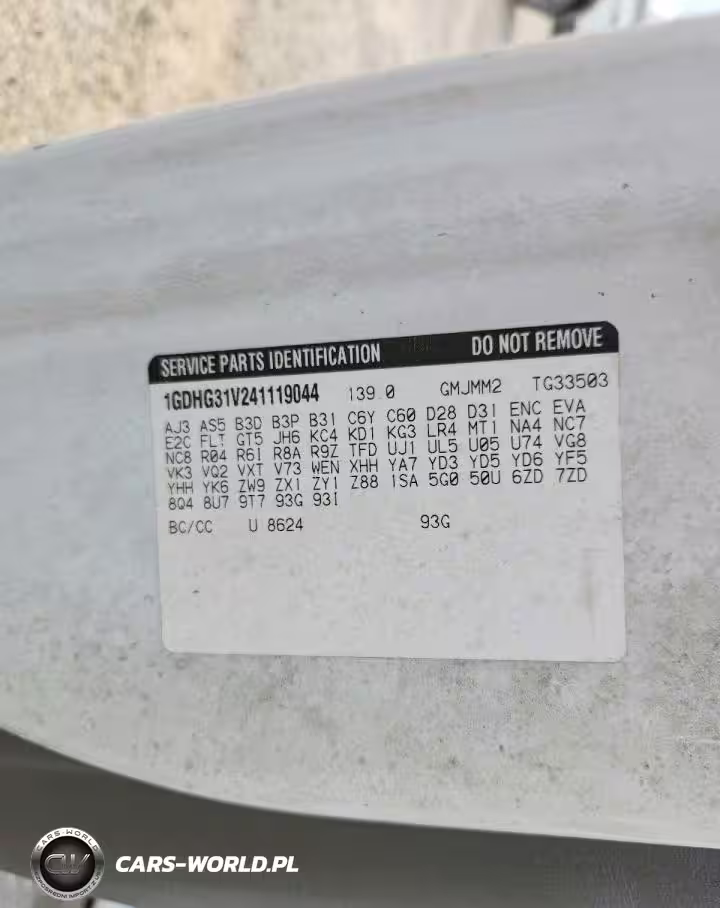 SERVICE PARTS IDENTIFICATION DO NOT REMOVE
1GDHG31V241119044 139.0 GMJMM2 TG33503
AJ3 AS5 B3D B3P B31 C6Y C60 D28 D31 ENC EVA
E2C FLT GT5 JH6 KC4 KD1 KG3 LR4 MT1 NA4 NC7
NC8 R04 R6I R8A R9Z TFD UJ1 UL5 U05 U74 VG8
VK3 VQ2 VXT V73 WEN XHH YA7 YD3 YD5 YD6 YF5
YHH YK6 ZW9 ZX1 ZY1 Z88 1SA 5G0 50U 6ZD 7ZD
8Q4 8U7 9T7 93G 93I
BC/CC U 8624 93G
CARS-WORLD
CARS-WORLD.PL